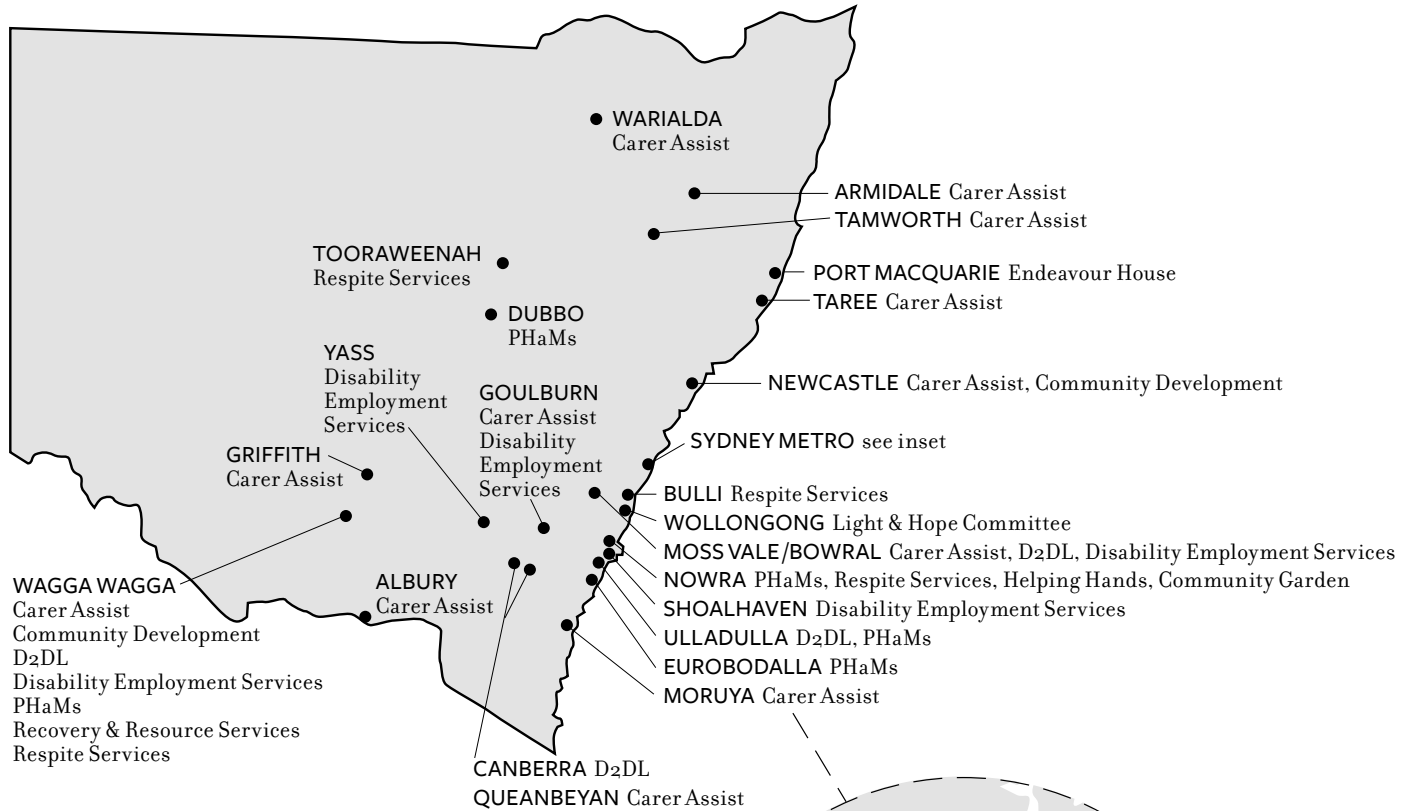 WARIALDA
Carer Assist
ARMIDALE Carer Assist
TAMWORTH Carer Assist
TOORAWEENAH
Respite Services
PORT MACQUARIE Endeavour House
TAREE Carer Assist
DUBBO
PHaMs
YASS
Disability
Employment
Services
GOULBURN
Carer Assist
Disability
Employment
Services
NEWCASTLE Carer Assist, Community Development
GRIFFITH
Carer Assist
SYDNEY METRO see inset
BULLI Respite Services
WOLLONGONG Light & Hope Committee
MOSS VALE/BOWRAL Carer Assist, D2DL, Disability Employment Services
NOWRA PHaMs, Respite Services, Helping Hands, Community Garden
SHOALHAVEN Disability Employment Services
ULLADULLA D2DL, PHaMs
EUROBODALLA PHaMs
MORUYA Carer Assist
WAGGA WAGGA
Carer Assist
Community Development
D2DL
Disability Employment Services
PHaMs
Recovery & Resource Services
Respite Services
ALBURY
Carer Assist
CANBERRA D2DL
QUEANBEYAN Carer Assist